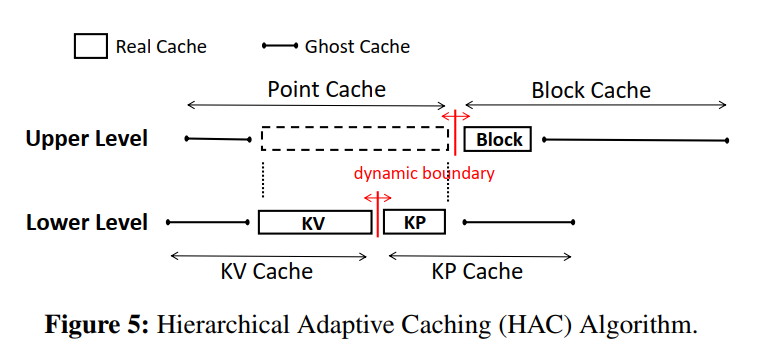 Real Cache
Ghost Cache
Point Cache
Block Cache
Upper Level
Block
dynamic boundary
Lower Level
KV
KP
KV Cache
KP Cache
Figure 5: Hierarchical Adaptive Caching (HAC) Algorithm.